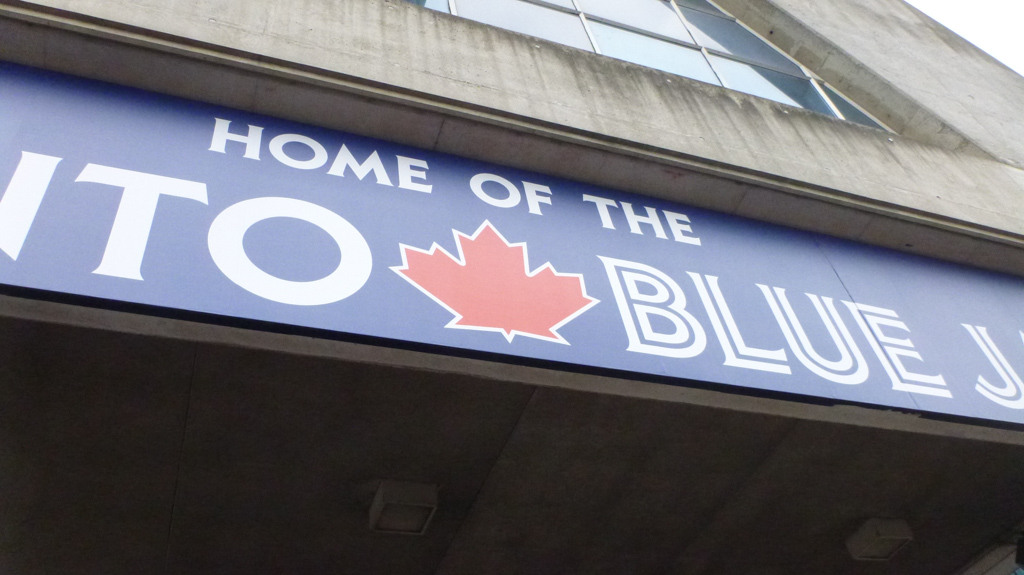 HOME OF THE
NTO BLUE J